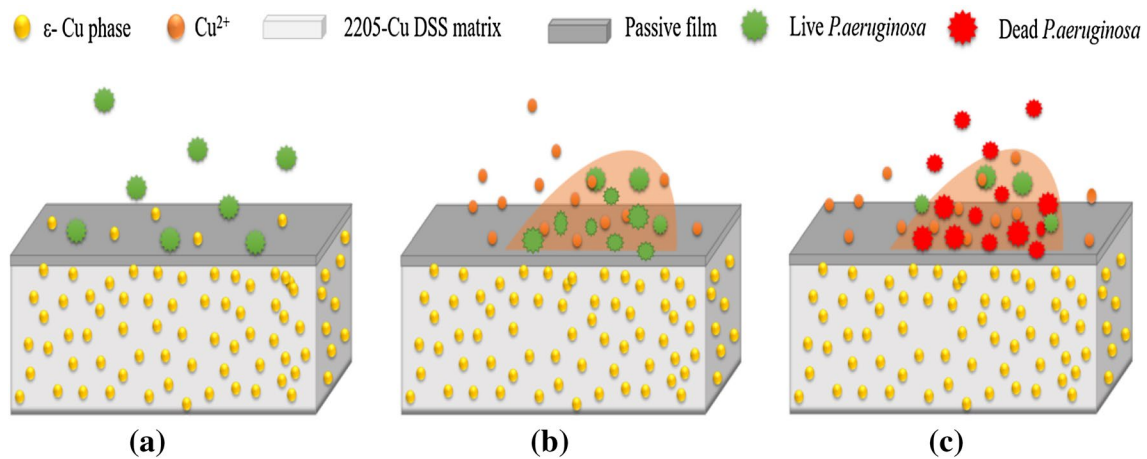 ε- Cu phase Cu2+ 2205-Cu DSS matrix Passive film Live P.aeruginosa Dead P.aeruginosa
(a) (b) (c)